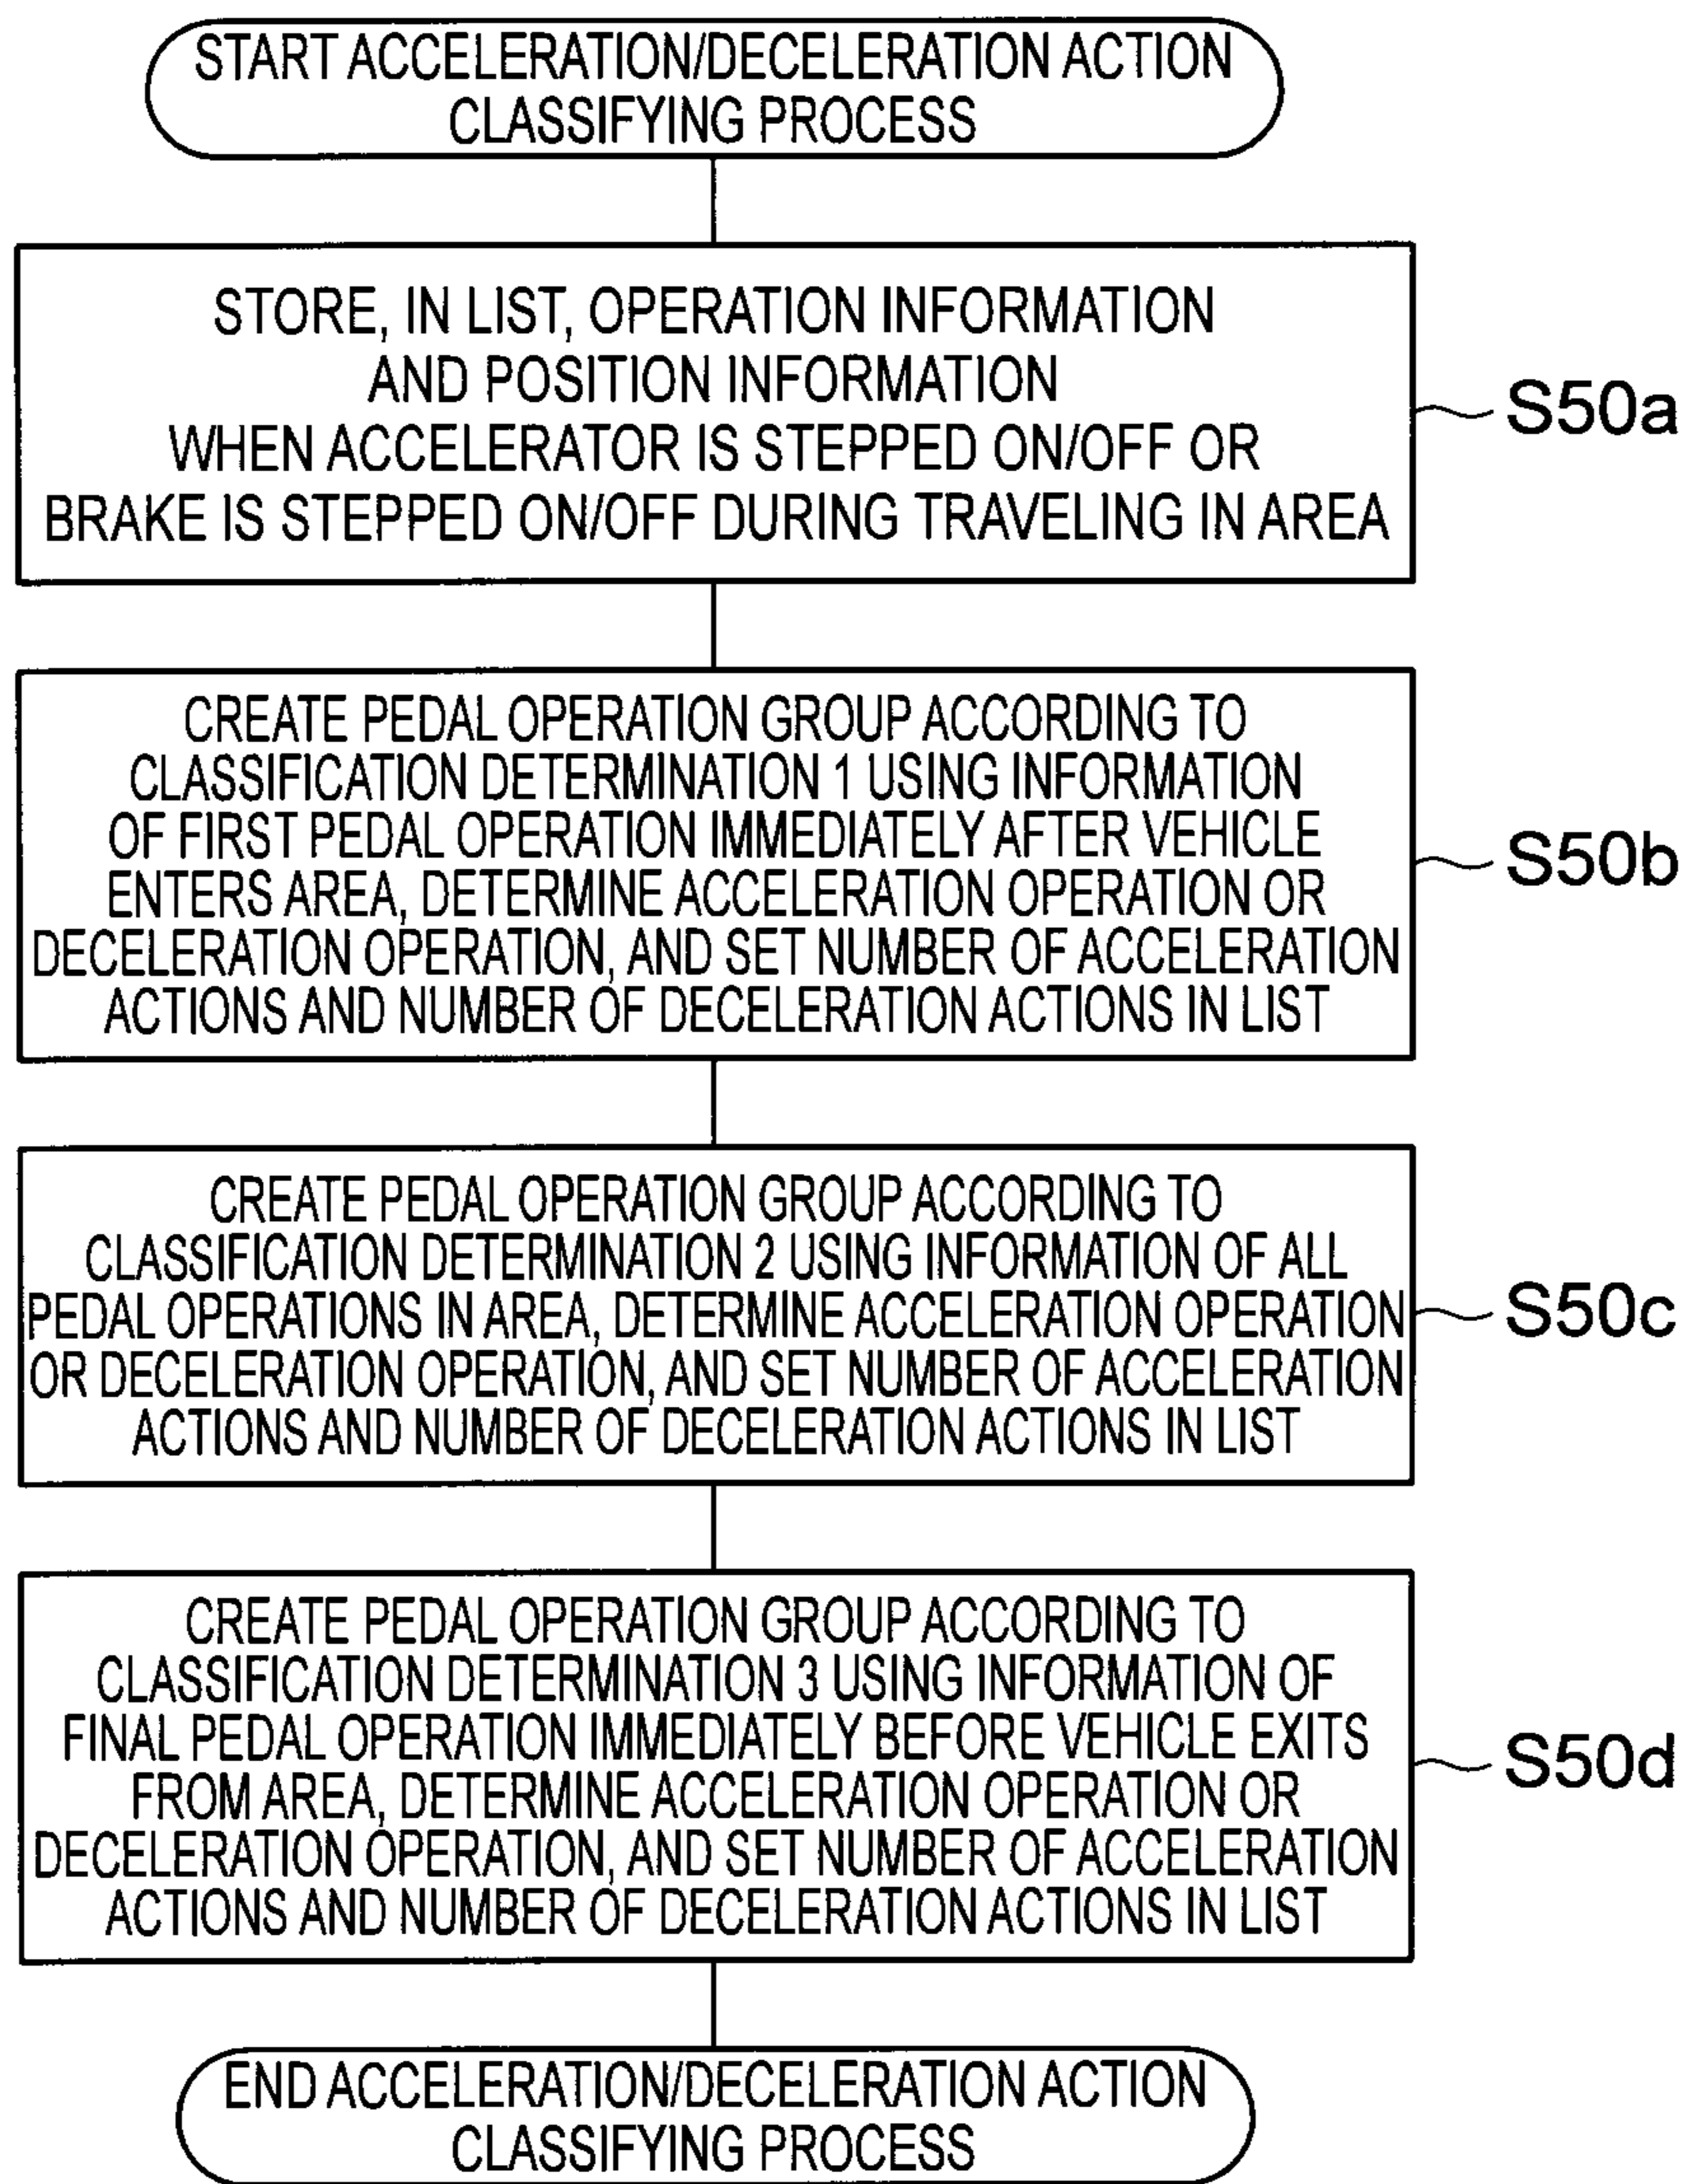 START ACCELERATION/DECELERATION ACTION
CLASSIFYING PROCESS
STORE, IN LIST, OPERATION INFORMATION
AND POSITION INFORMATION
WHEN ACCELERATOR IS STEPPED ON/OFF OR
BRAKE IS STEPPED ON/OFF DURING TRAVELING IN AREA
S50a
CREATE PEDAL OPERATION GROUP ACCORDING TO
CLASSIFICATION DETERMINATION 1 USING INFORMATION
OF FIRST PEDAL OPERATION IMMEDIATELY AFTER VEHICLE
ENTERS AREA, DETERMINE ACCELERATION OPERATION OR
DECELERATION OPERATION, AND SET NUMBER OF ACCELERATION
ACTIONS AND NUMBER OF DECELERATION ACTIONS IN LIST
S50b
CREATE PEDAL OPERATION GROUP ACCORDING TO
CLASSIFICATION DETERMINATION 2 USING INFORMATION OF ALL
PEDAL OPERATIONS IN AREA, DETERMINE ACCELERATION OPERATION
OR DECELERATION OPERATION, AND SET NUMBER OF ACCELERATION
ACTIONS AND NUMBER OF DECELERATION ACTIONS IN LIST
S50c
CREATE PEDAL OPERATION GROUP ACCORDING TO
CLASSIFICATION DETERMINATION 3 USING INFORMATION OF
FINAL PEDAL OPERATION IMMEDIATELY BEFORE VEHICLE EXITS
FROM AREA, DETERMINE ACCELERATION OPERATION OR
DECELERATION OPERATION, AND SET NUMBER OF ACCELERATION
ACTIONS AND NUMBER OF DECELERATION ACTIONS IN LIST
S50d
END ACCELERATION/DECELERATION ACTION
CLASSIFYING PROCESS